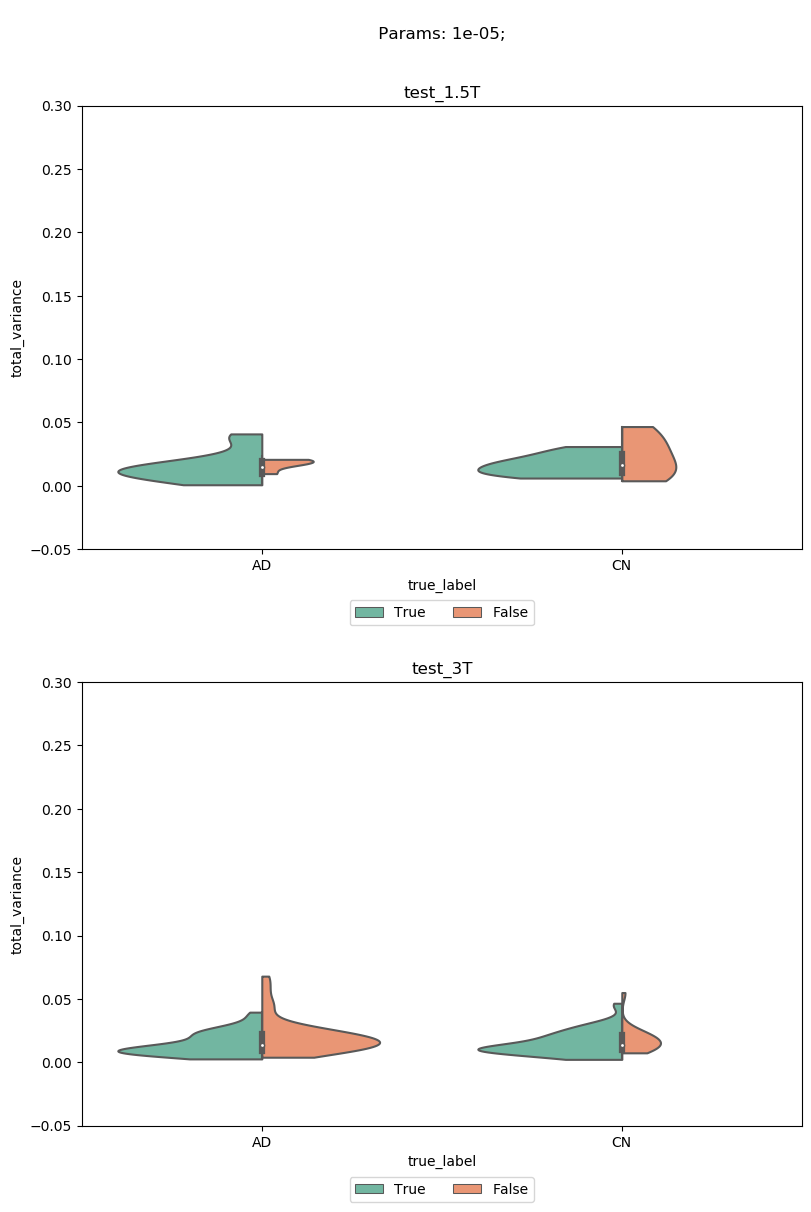 Params: 1e-05;
test_1.5T
0.30
0.25
0.20
0.15
0.10
0.05
0.00
−0.05
total_variance
AD CN
true_label
True False
test_3T
0.30
0.25
0.20
0.15
0.10
0.05
0.00
−0.05
total_variance
AD CN
true_label
True False